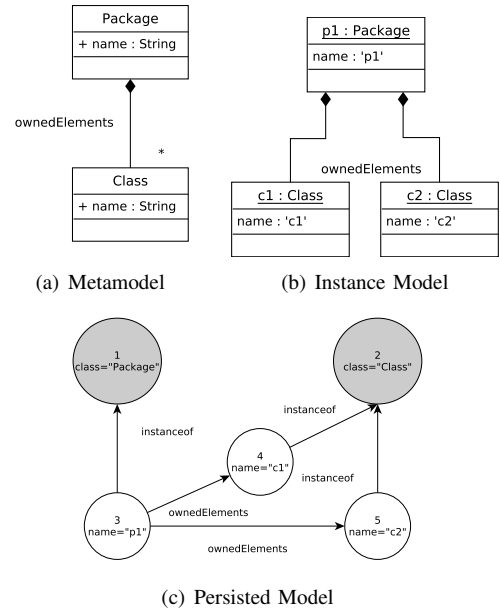 Package
+ name : String
ownedElements
*
Class
+ name : String
(a) Metamodel
p1 : Package
name : 'p1'
ownedElements
c1 : Class
name : 'c1'
c2 : Class
name : 'c2'
(b) Instance Model
1
class="Package"
2
class="Class"
instanceof
instanceof
4
name="c1"
instanceof
3
name="p1"
ownedElements
5
name="c2"
ownedElements
(c) Persisted Model